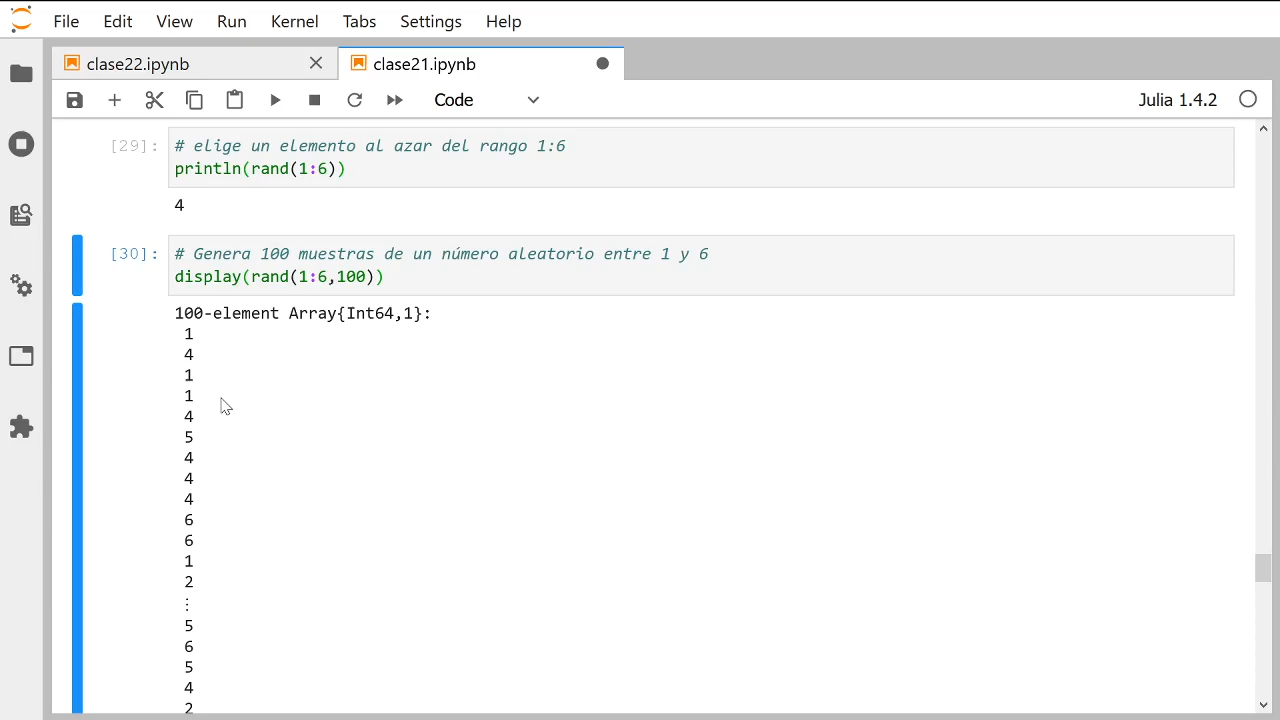 File Edit View Run Kernel Tabs Settings Help
clase22.ipynb clase21.ipynb
Code Julia 1.4.2
[29]: # elige un elemento al azar del rango 1:6
println(rand(1:6))
4
[30]: # Genera 100 muestras de un número aleatorio entre 1 y 6
display(rand(1:6,100))
100-element Array{Int64,1}:
1
4
1
1
4
5
4
4
4
6
6
1
2
⋮
5
6
5
4
2